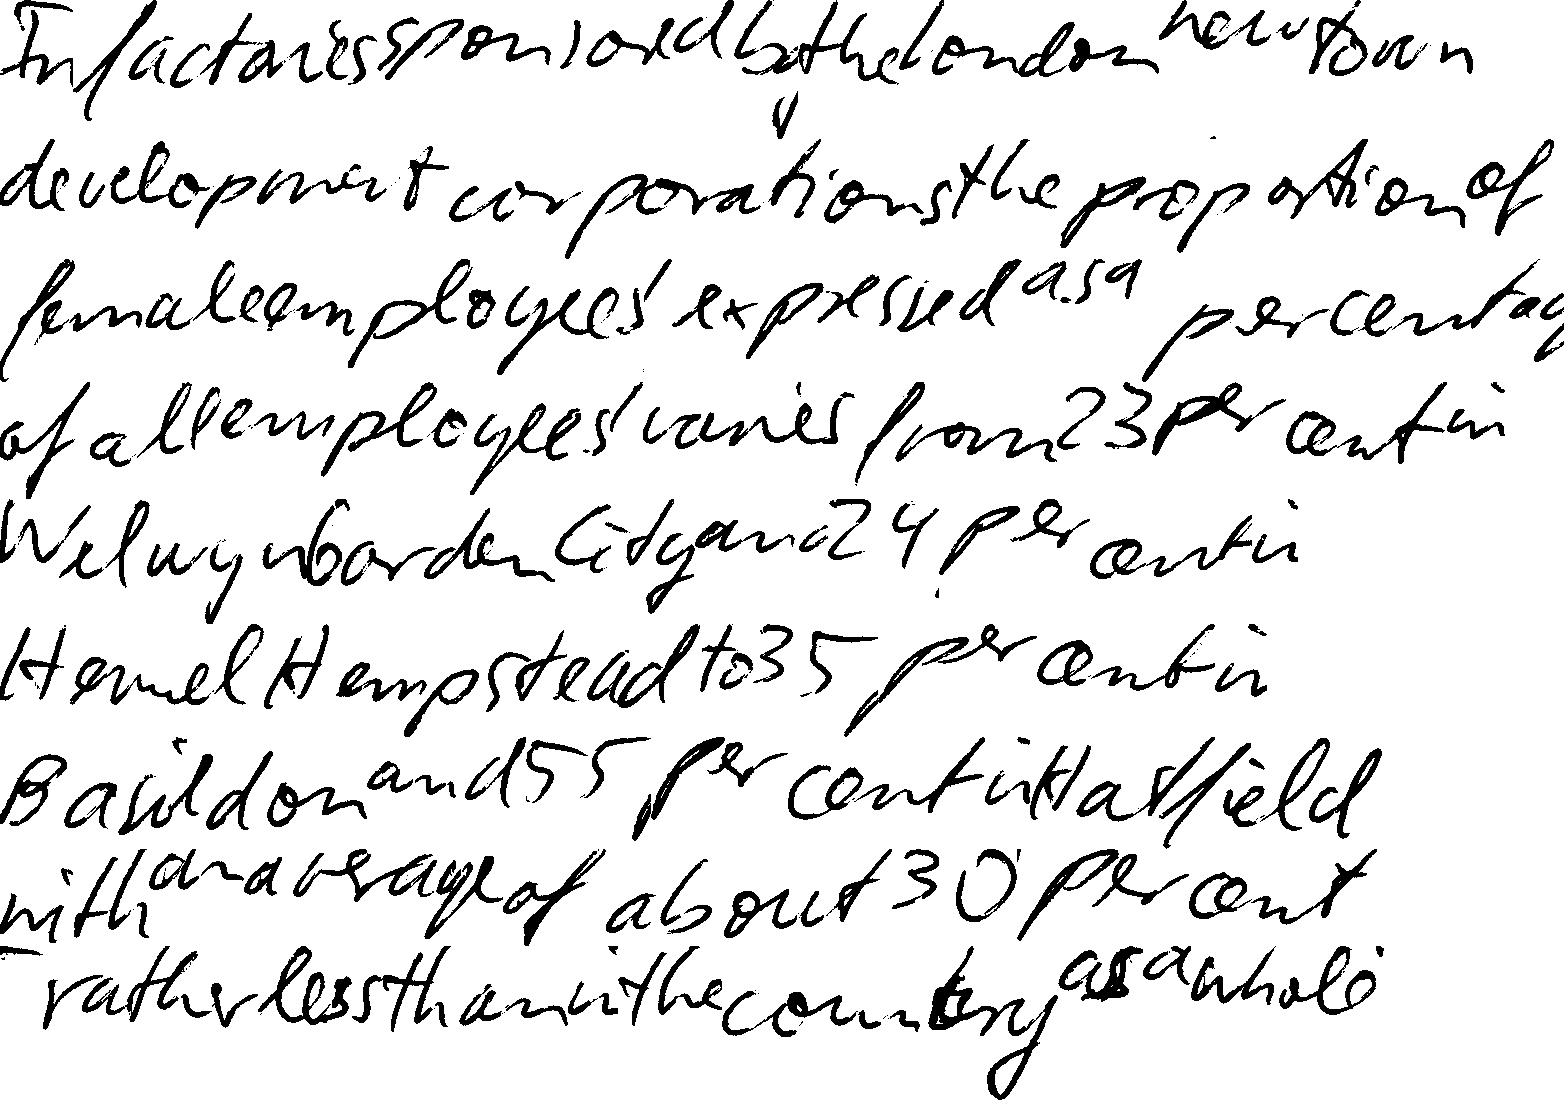 In factories sponsored by the London new town
development corporations the proportion of
female employees' expressed as a percentag
of all employees' varies from 23 per cent in
Welwyn Garden City and 24 per cent in
Hemel Hempstead to 35 per cent in
Basildon and 55 per cent in Hatfield
with an average of about 30 per cent
- rather less than in the country as a whole